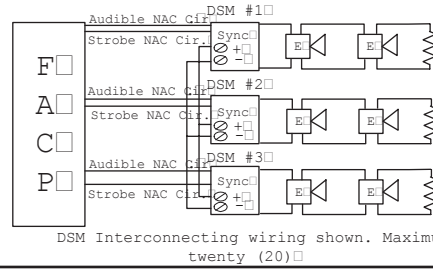 DSM #1
Audible NAC Cir.
Strobe NAC Cir.
Sync
+
-
E
E
F
A
C
P
DSM #2
Audible NAC Cir.
Strobe NAC Cir.
Sync
+
-
E
E
DSM #3
Audible NAC Cir.
Strobe NAC Cir.
Sync
+
-
E
E
DSM Interconnecting wiring shown. Maximu
twenty (20)